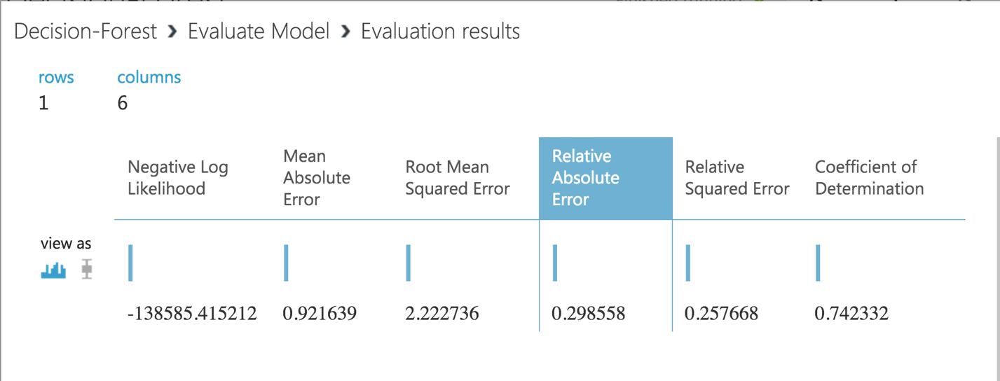 Decision-Forest > Evaluate Model > Evaluation results
rows columns
1 6
Negative Log Likelihood
Mean Absolute Error
Root Mean Squared Error
Relative Absolute Error
Relative Squared Error
Coefficient of Determination
view as
-138585.415212 0.921639 2.222736 0.298558 0.257668 0.742332